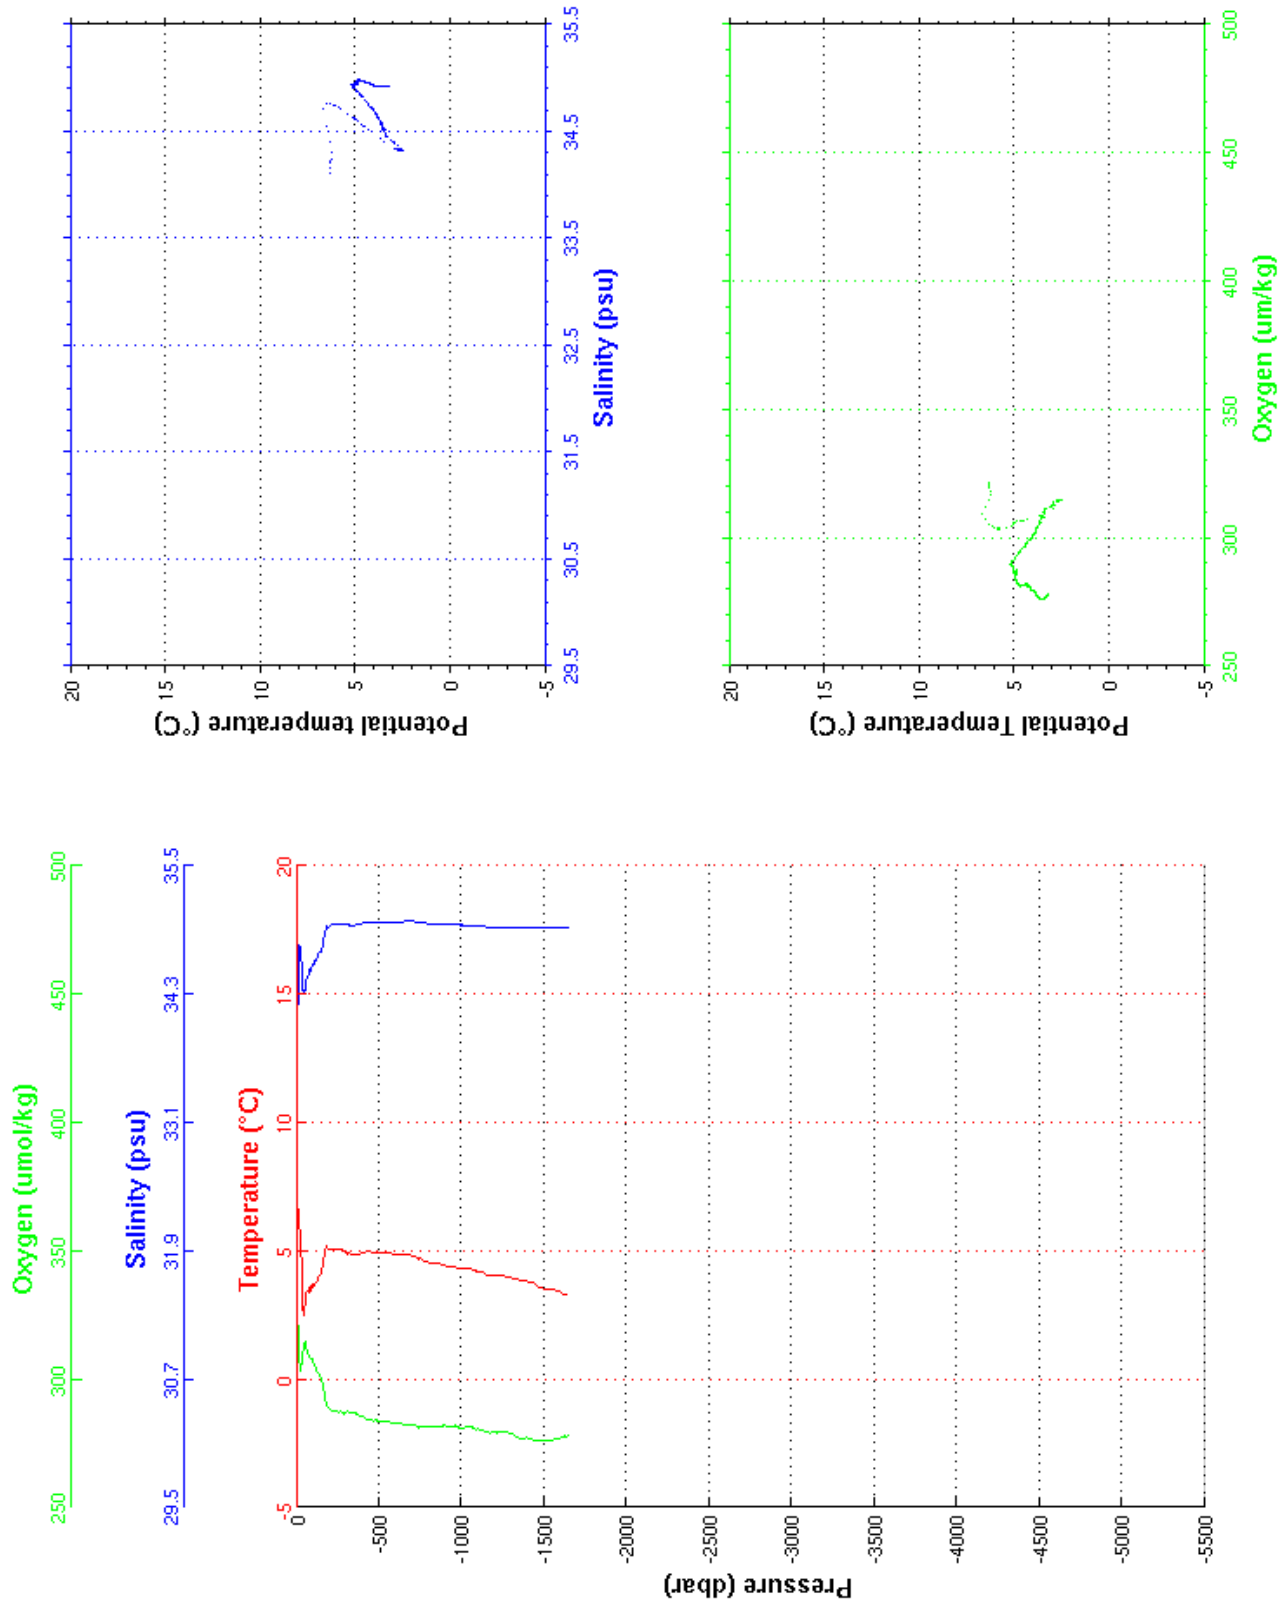 Oxygen (umol/kg)
250 300 350 400 450 500
Salinity (psu)
29.5 30.7 31.9 33.1 34.3 35.5
Temperature (°C)
-5 0 5 10 15 20
0
-500
-1000
-1500
-2000
-2500
-3000
-3500
-4000
-4500
-5000
-5500
Pressure (dbar)
20
15
10
5
0
-5
Potential temperature (°C)
29.5 30.5 31.5 32.5 33.5 34.5 35.5
Salinity (psu)
20
15
10
5
0
-5
Potential Temperature (°C)
250 300 350 400 450 500
Oxygen (um/kg)